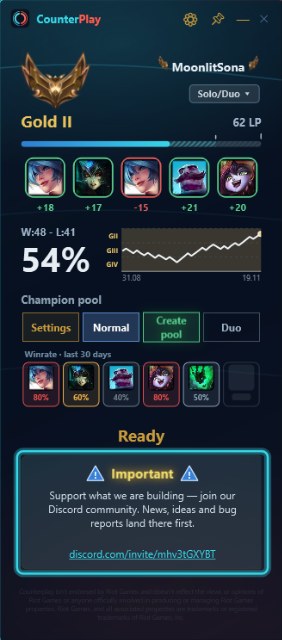 CounterPlay
MoonlitSona
Solo/Duo
Gold II
62 LP
+18
+17
-15
+21
+20
W:48 - L:41
54%
GII
GIII
GIV
31.08
19.11
Champion pool
Settings
Normal
Create
pool
Duo
Winrate · last 30 days
80%
60%
40%
80%
50%
Ready
Important
Support what we are building — join our
Discord community. News, ideas and bug
reports land there first.
discord.com/invite/mhv3tGXYBT